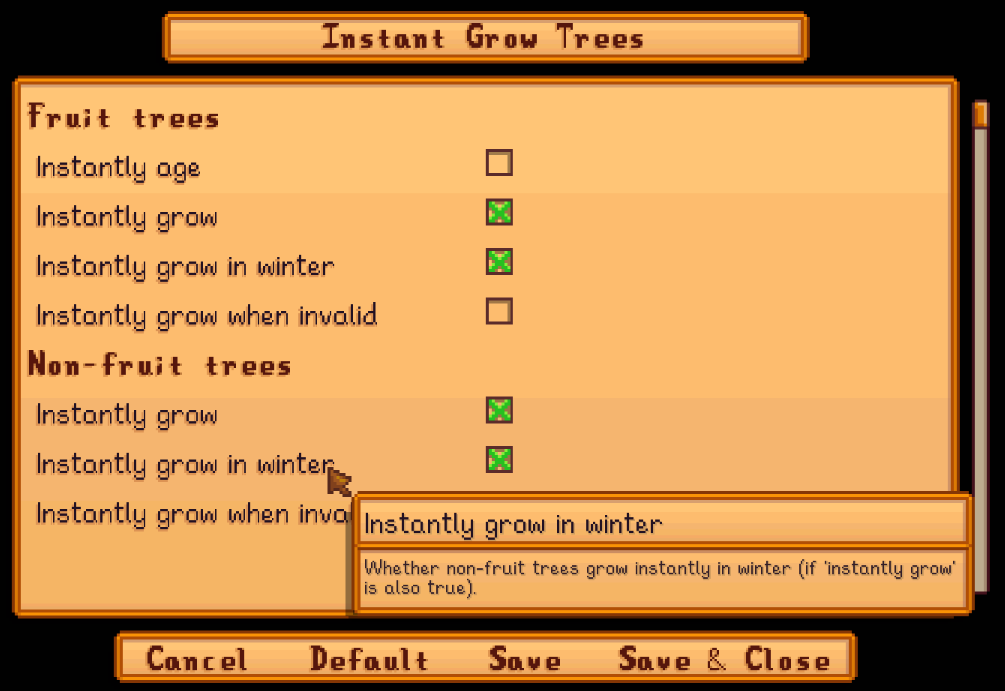 Instant Grow Trees
Fruit trees
Instantly age
Instantly grow
Instantly grow in winter
Instantly grow when invalid
Non-fruit trees
Instantly grow
Instantly grow in winter
Instantly grow when
Instantly grow in winter
Whether non-fruit trees grow instantly in winter (if 'instantly grow'
is also true).
Cancel Default Save Save & Close